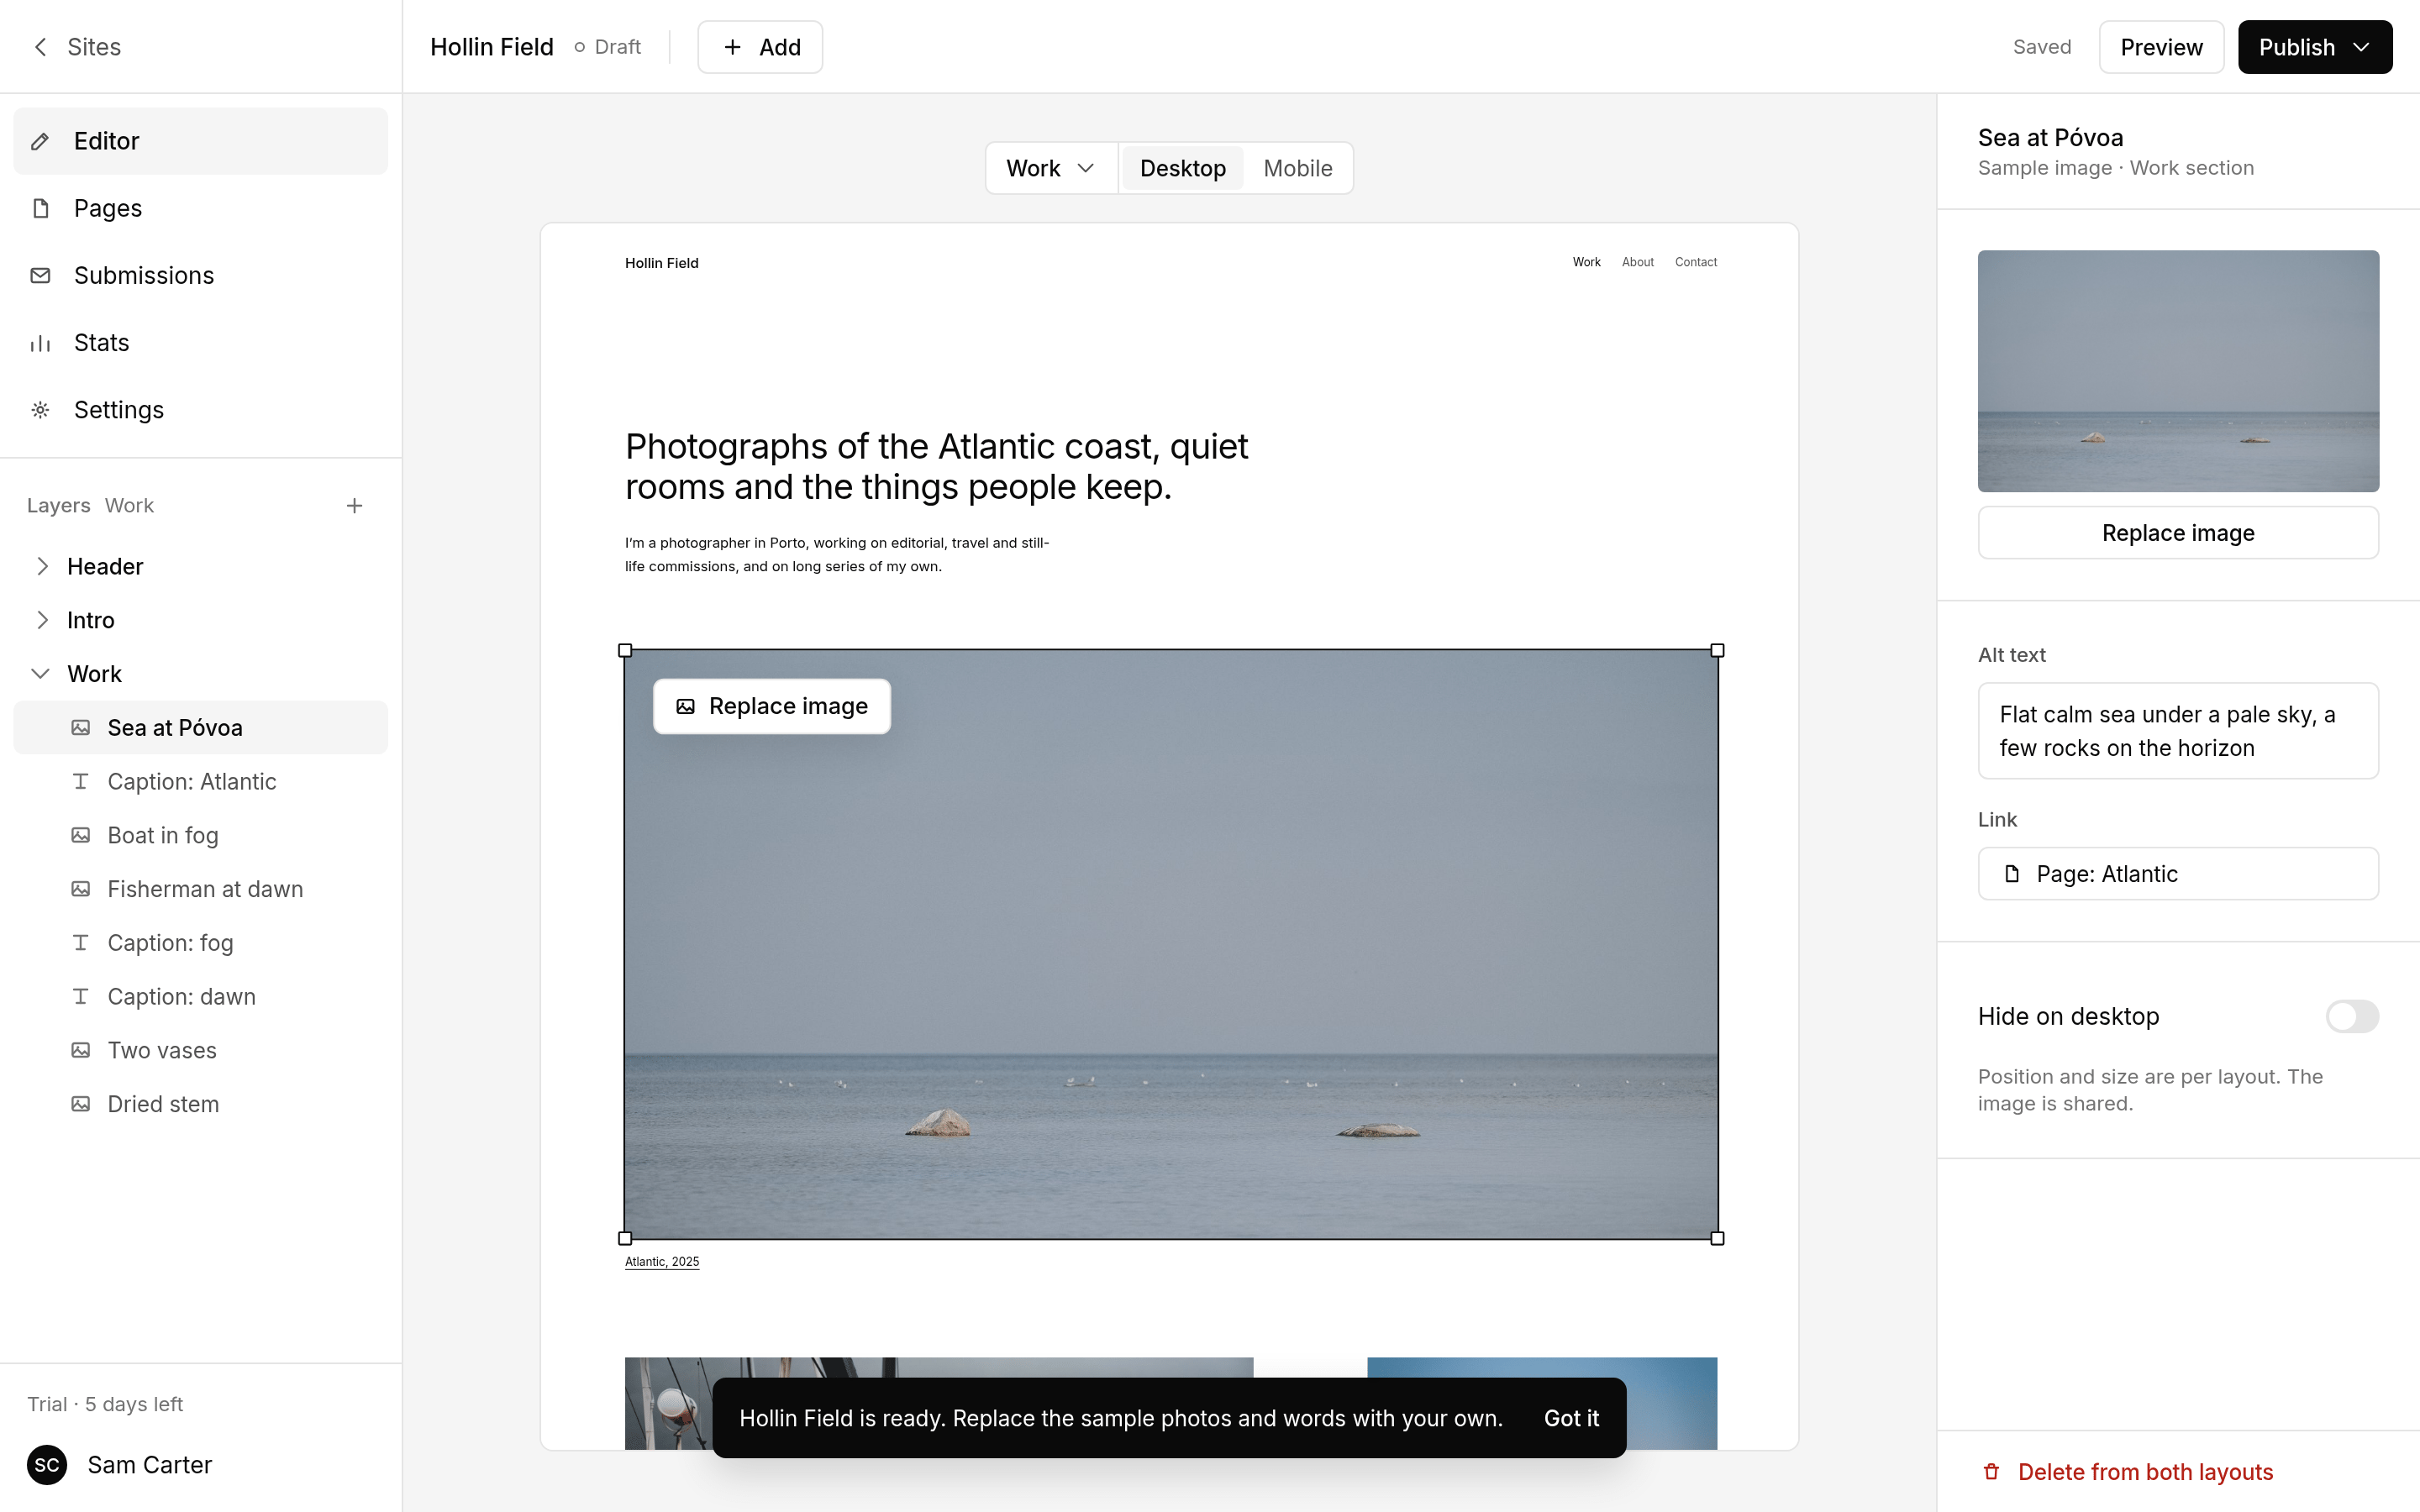 Sites
Hollin Field
Draft
Add
Saved
Preview
Publish
Editor
Pages
Submissions
Stats
Settings
Layers Work
Header
Intro
Work
Sea at Póvoa
Caption: Atlantic
Boat in fog
Fisherman at dawn
Caption: fog
Caption: dawn
Two vases
Dried stem
Trial · 5 days left
SC
Sam Carter
Work
Desktop
Mobile
Hollin Field
Work About Contact
Photographs of the Atlantic coast, quiet
rooms and the things people keep.
I'm a photographer in Porto, working on editorial, travel and still-
life commissions, and on long series of my own.
Replace image
Atlantic, 2025
Hollin Field is ready. Replace the sample photos and words with your own.
Got it
Sea at Póvoa
Sample image · Work section
Replace image
Alt text
Flat calm sea under a pale sky, a
few rocks on the horizon
Link
Page: Atlantic
Hide on desktop
Position and size are per layout. The
image is shared.
Delete from both layouts